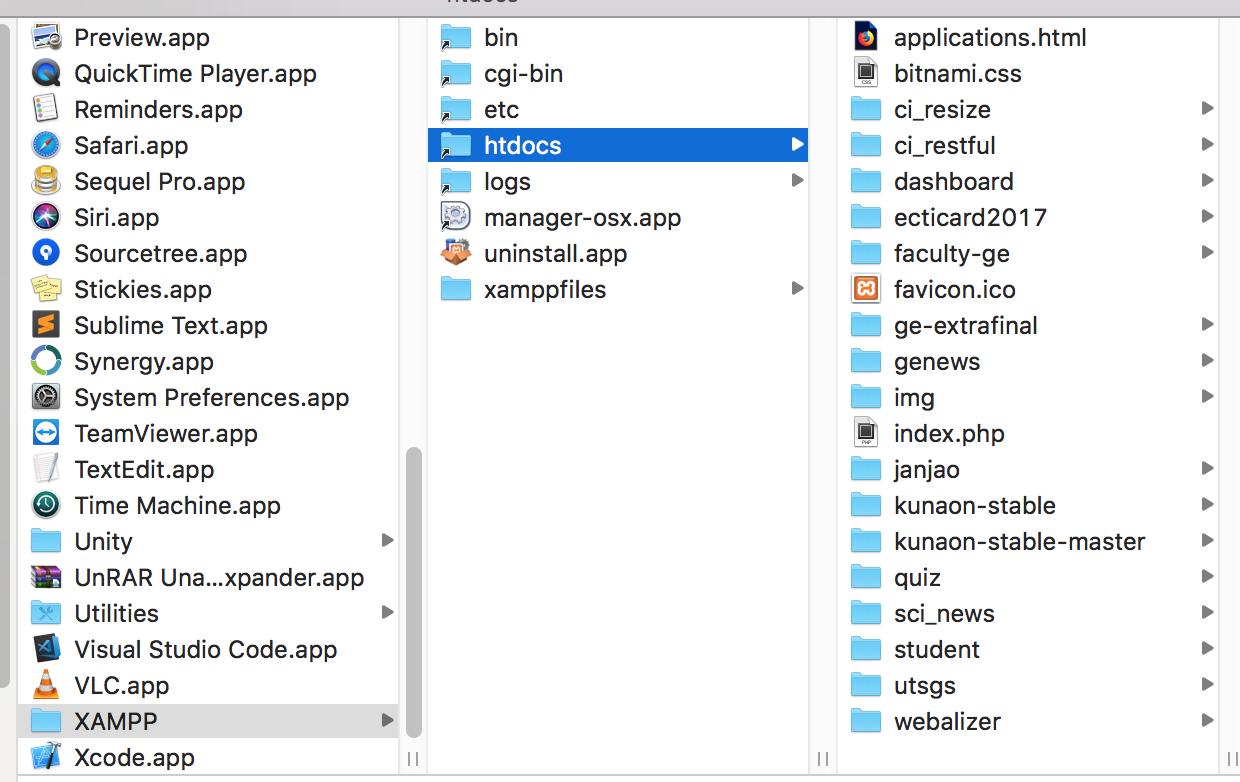 Preview.app
QuickTime Player.app
Reminders.app
Safari.app
Sequel Pro.app
Siri.app
Sourcetree.app
Stickies.app
Sublime Text.app
Synergy.app
System Preferences.app
TeamViewer.app
TextEdit.app
Time Machine.app
Unity
UnRAR Una...xpander.app
Utilities
Visual Studio Code.app
VLC.app
XAMPP
Xcode.app
bin
cgi-bin
etc
htdocs
logs
manager-osx.app
uninstall.app
xamppfiles
applications.html
bitnami.css
ci_resize
ci_restful
dashboard
ecticard2017
faculty-ge
favicon.ico
ge-extrafinal
genews
img
index.php
janjao
kunaon-stable
kunaon-stable-master
quiz
sci_news
student
utsgs
webalizer